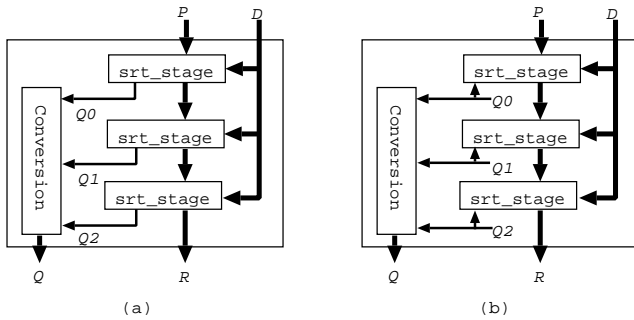 P D
srt_stage
Q0
Conversion
srt_stage
Q1
srt_stage
Q2
Q R
(a)
P D
srt_stage
Q0
Conversion
srt_stage
Q1
srt_stage
Q2
Q R
(b)